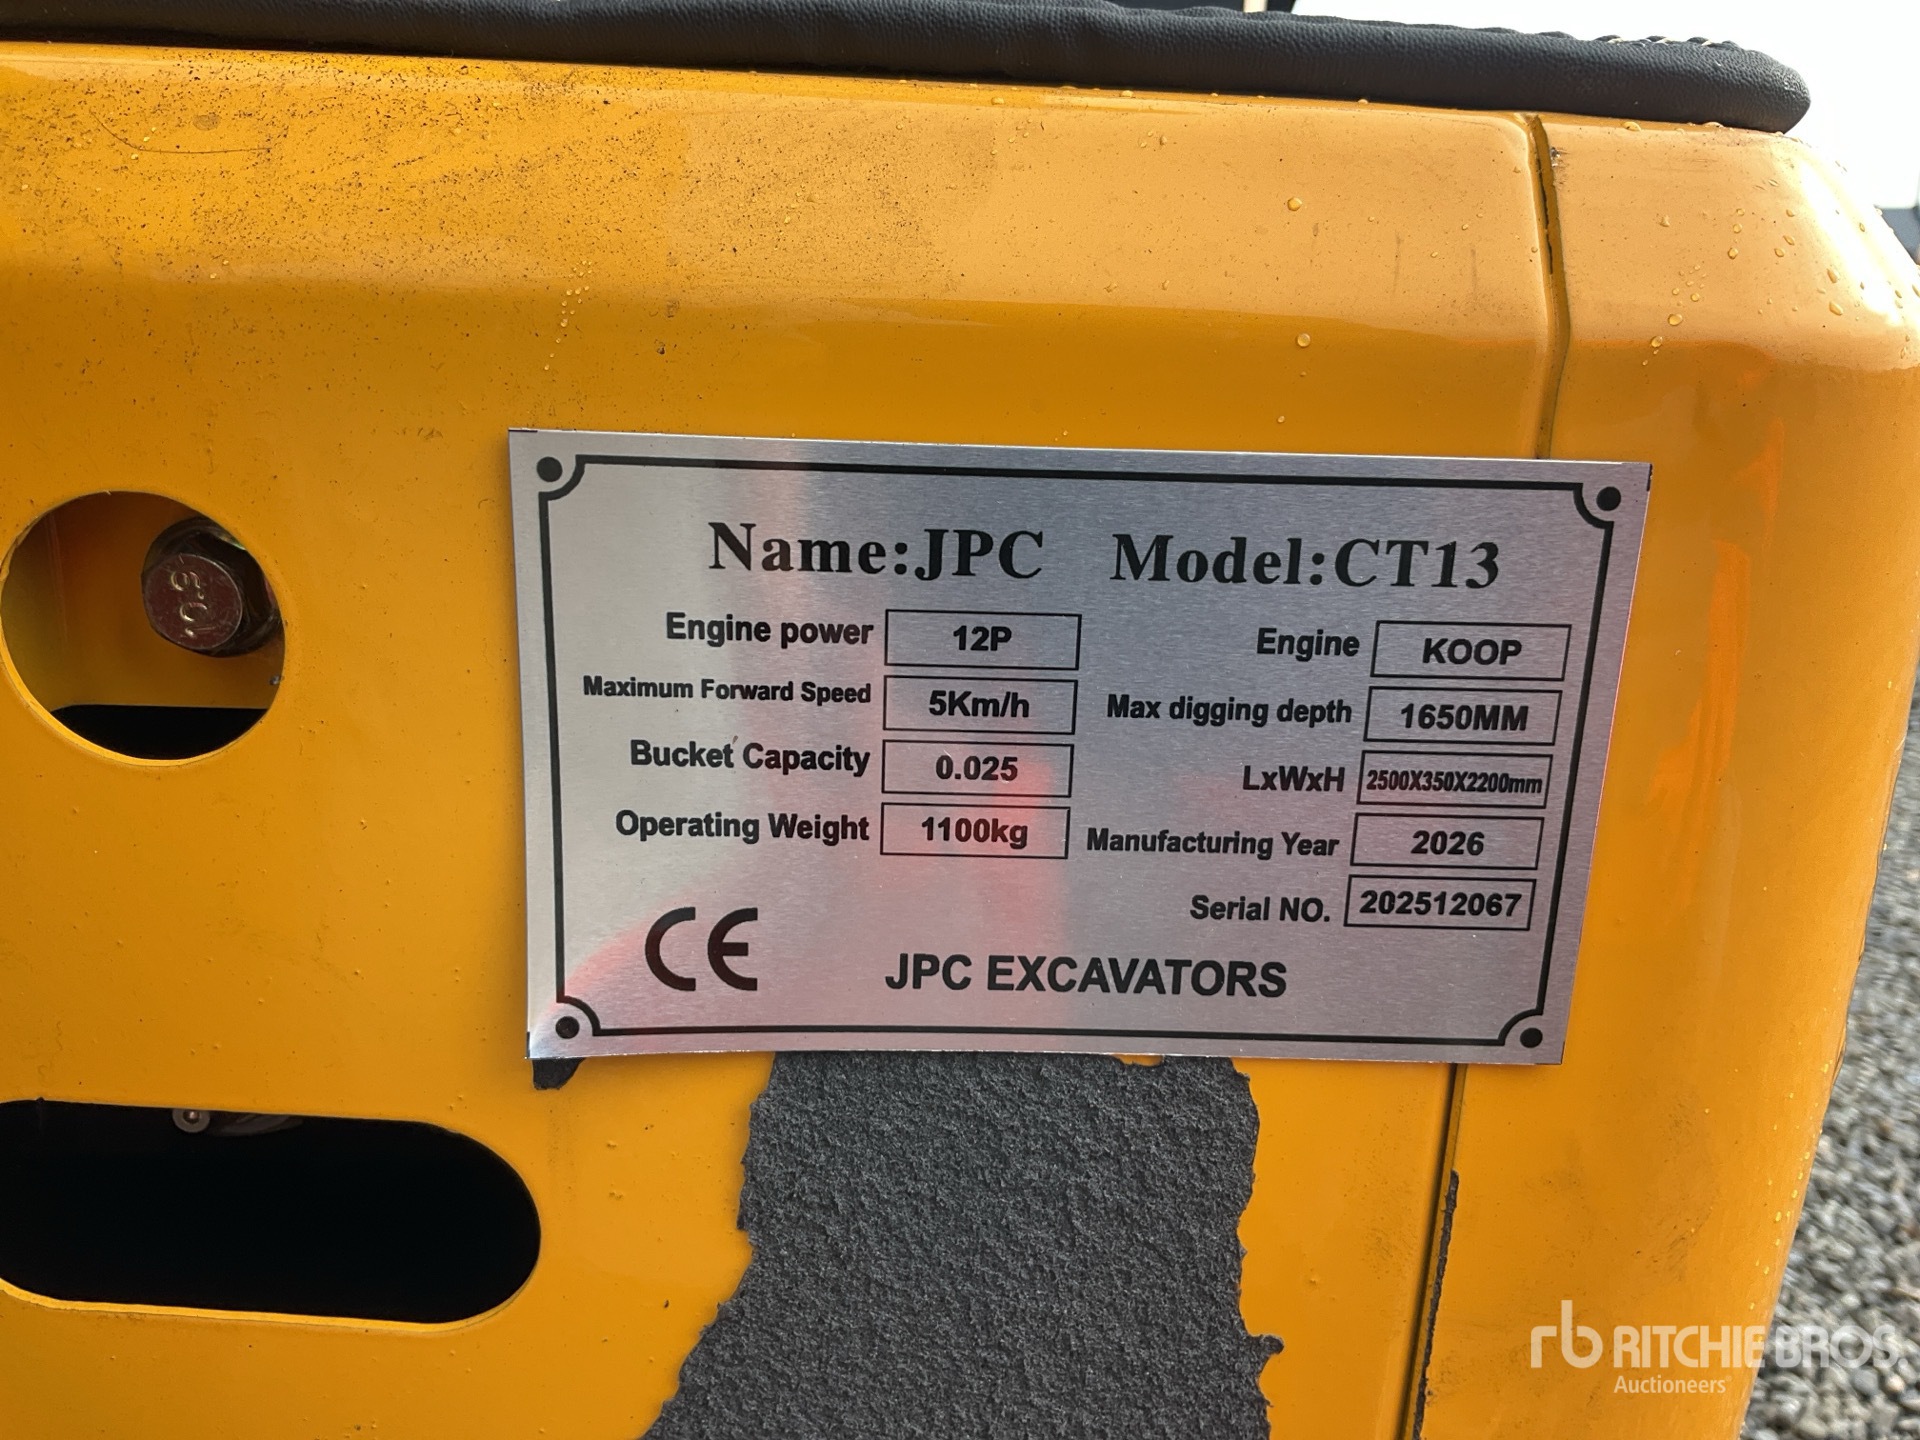 Name:JPC Model:CT13
Engine power 12P Engine KOOP
Maximum Forward Speed 5Km/h Max digging depth 1650MM
Bucket Capacity 0.025 LxWxH 2500X350X2200mm
Operating Weight 1100kg Manufacturing Year 2026
Serial NO. 202512067
CE JPC EXCAVATORS
rb RITCHIE BROS.
Auctioneers